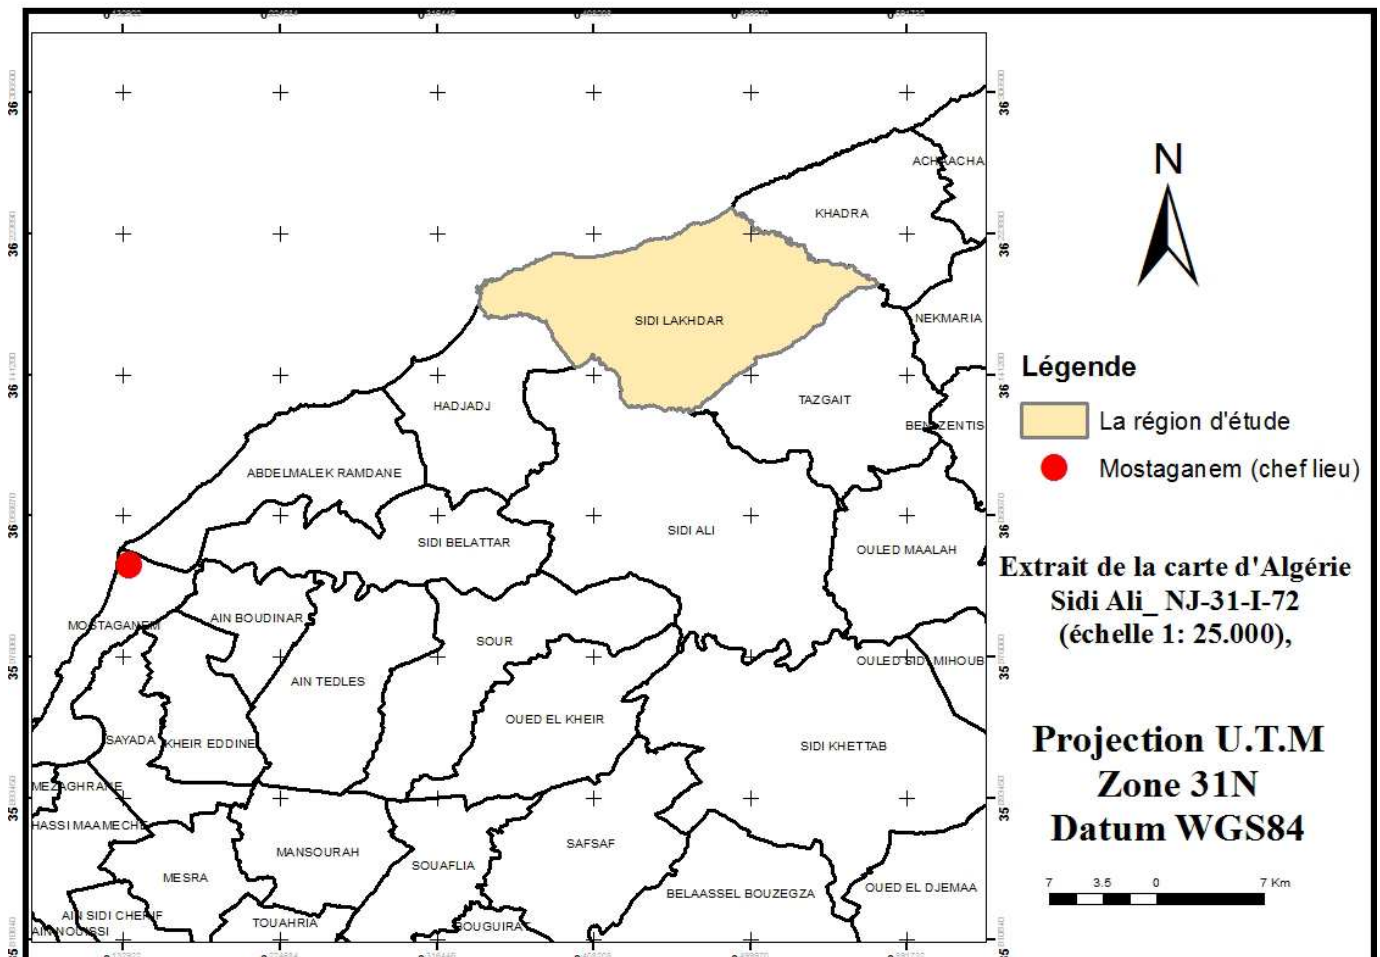 ACHAACHA
KHADRA
SIDI LAKHDAR
NEKMARIA
HADJADJ
TAZGAIT
BENI ZENTIS
ABDELMALEK RAMDANE
SIDI BELATTAR
SIDI ALI
OULED MAALAH
MOSTAGANEM
AIN BOUDINAR
SOUR
OULED SIDI MIHOUB
AIN TEDLES
OUED EL KHEIR
SAYADA
KHEIR EDDINE
SIDI KHETTAB
MEZAGHRANE
HASSI MAAMECHE
SAFSAF
MANSOURAH
SOUAFLIA
MESRA
BELAASSEL BOUZEGZA
OUED EL DJEMAA
AIN SIDI CHERIF
TOUAHRIA
BOUGUIRAT
AIN NOUISSI
N
Légende
La région d'étude
Mostaganem (chef lieu)
Extrait de la carte d'Algérie
Sidi Ali_ NJ-31-I-72
(échelle 1: 25.000),
Projection U.T.M
Zone 31N
Datum WGS84
7 3.5 0 7 Km